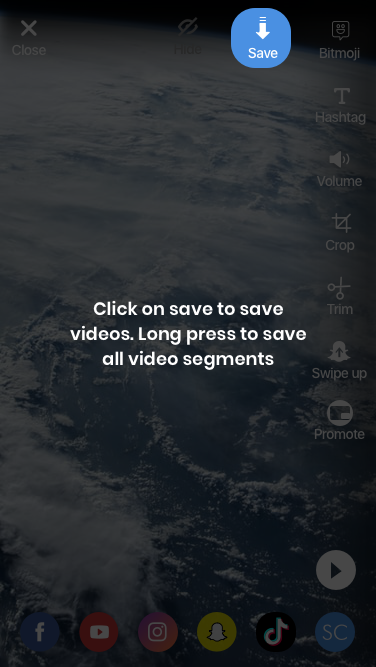 Close
Hide
Save
Bitmoji
Hashtag
Volume
Crop
Trim
Swipe up
Promote
Click on save to save
videos. Long press to save
all video segments
SC